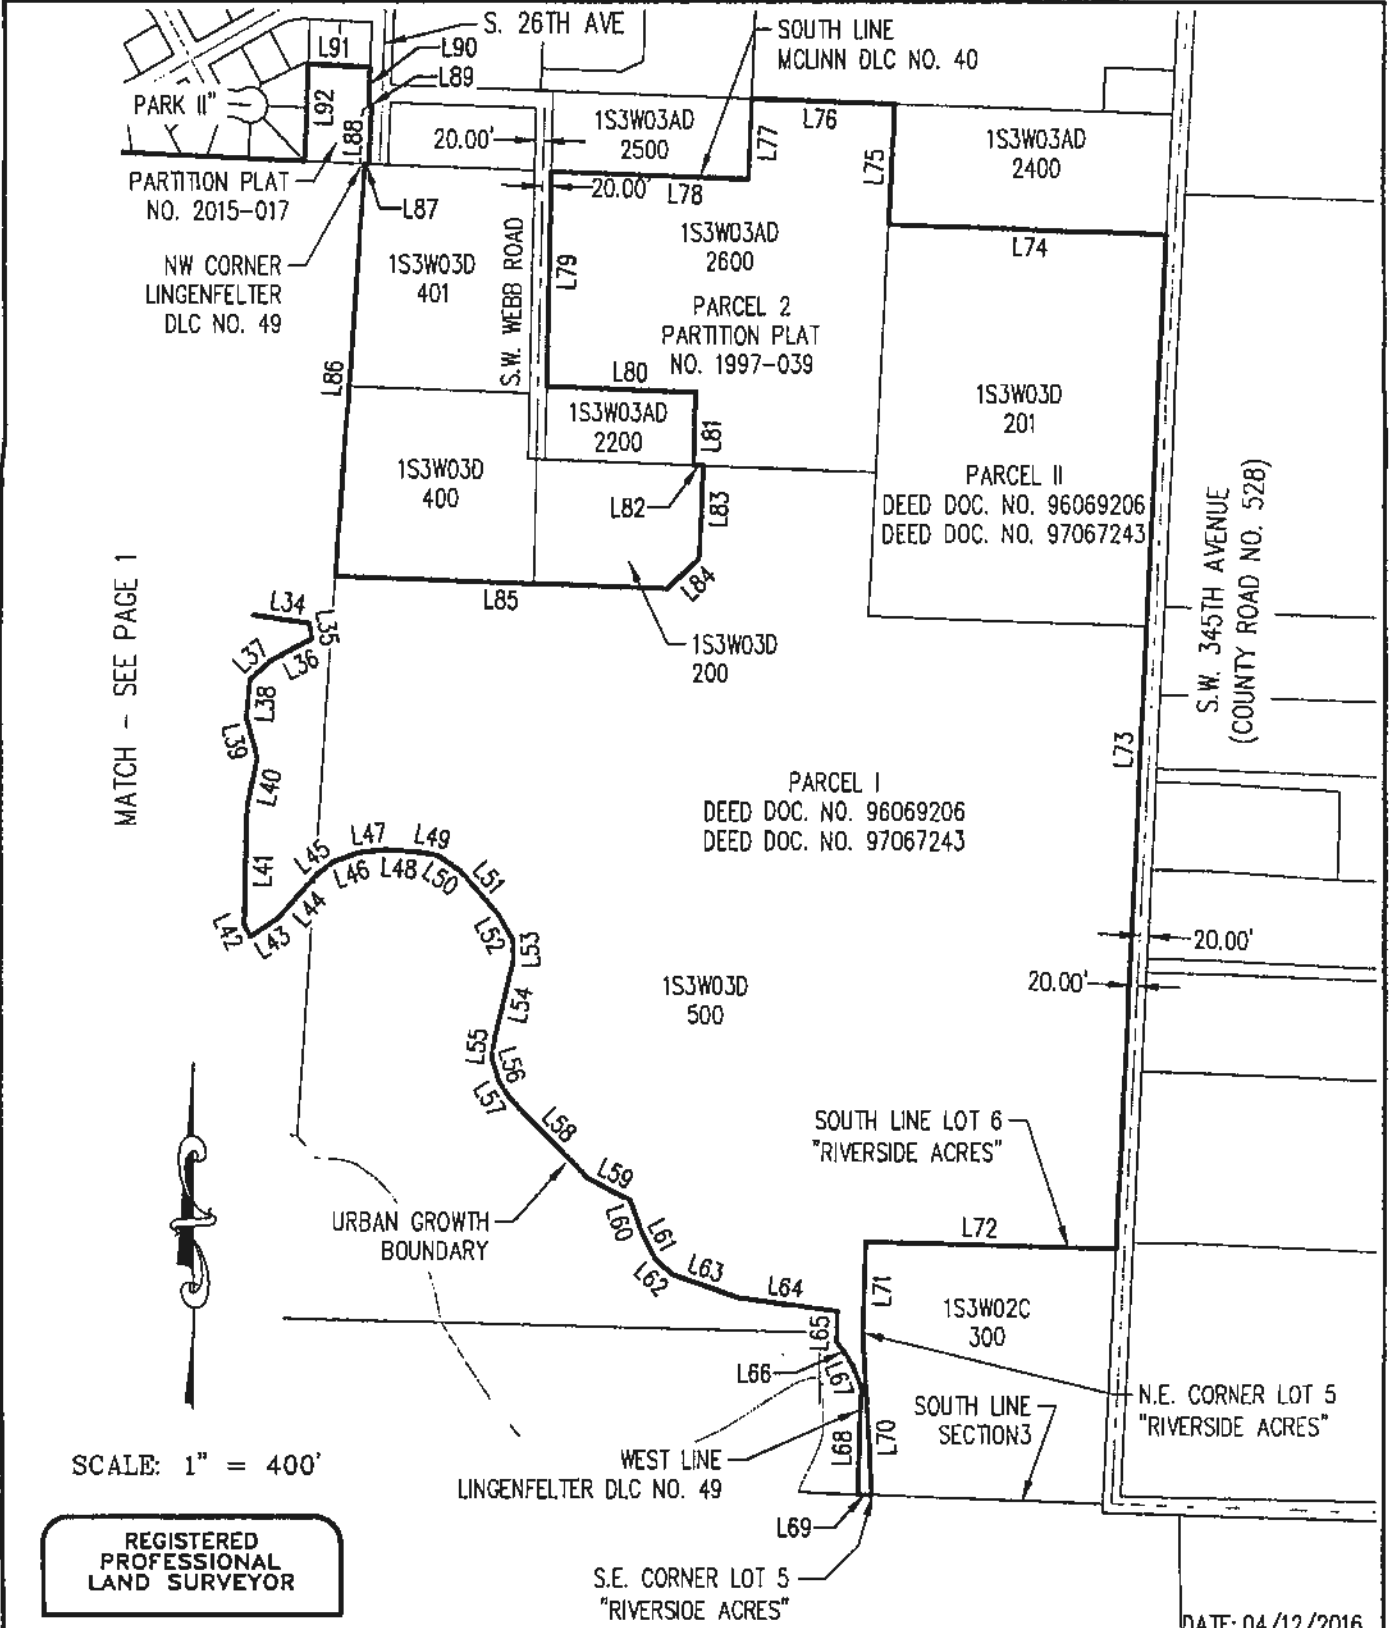 S. 26TH AVE
L91
L90
L89
SOUTH LINE
MCLINN DLC NO. 40
PARK II"
L92
L88
20.00'
1S3W03AD
2500
L77
L76
L75
1S3W03AD
2400
PARTITION PLAT
NO. 2015-017
L87
20.00'
L78
NW CORNER
LINGENFELTER
DLC NO. 49
1S3W03D
401
S.W. WEBB ROAD
L79
1S3W03AD
2600
L74
PARCEL 2
PARTITION PLAT
NO. 1997-039
L86
L80
1S3W03AD
2200
L81
1S3W03D
201
1S3W03D
400
L82
L83
PARCEL II
DEED DOC. NO. 96069206
DEED DOC. NO. 97067243
L84
L85
S.W. 345TH AVENUE
(COUNTY ROAD NO. 528)
MATCH - SEE PAGE 1
L34
L35
L37
L36
1S3W03D
200
L38
L39
L40
L73
PARCEL I
DEED DOC. NO. 96069206
DEED DOC. NO. 97067243
L41
L45
L47
L49
L46
L48
L50
L51
L42
L43
L44
L52
L53
20.00'
20.00'
1S3W03D
500
L54
L55
L56
L57
L58
SOUTH LINE LOT 6
"RIVERSIDE ACRES"
L59
URBAN GROWTH
BOUNDARY
L60
L61
L72
L62
L63
L64
L71
1S3W02C
300
L65
L66
L67
N.E. CORNER LOT 5
"RIVERSIDE ACRES"
SOUTH LINE
SECTION3
L68
L70
WEST LINE
LINGENFELTER DLC NO. 49
SCALE: 1" = 400'
L69
REGISTERED
PROFESSIONAL
LAND SURVEYOR
S.E. CORNER LOT 5
"RIVERSIDE ACRES"
DATE: 04/12/2016